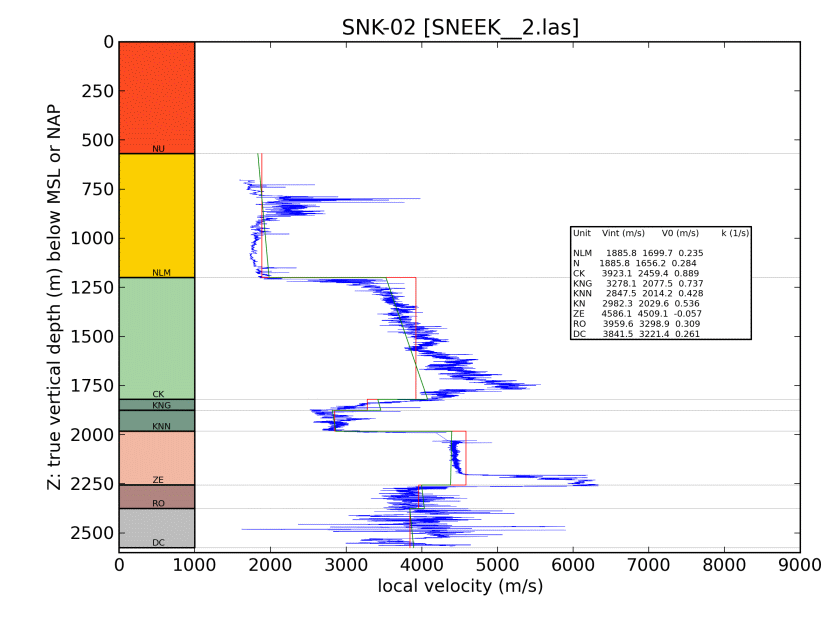 SNK-02 [SNEEK__2.las]
Z: true vertical depth (m) below MSL or NAP
0
250
500
750
1000
1250
1500
1750
2000
2250
2500
NU
NLM
CK
KNG
KNN
ZE
RO
DC
Unit Vint (m/s) V0 (m/s) k (1/s)
NLM 1885.8 1699.7 0.235
N 1885.8 1656.2 0.284
CK 3923.1 2459.4 0.889
KNG 3278.1 2077.5 0.737
KNN 2847.5 2014.2 0.428
KN 2982.3 2029.6 0.536
ZE 4586.1 4509.1 -0.057
RO 3959.6 3298.9 0.309
DC 3841.5 3221.4 0.261
0 1000 2000 3000 4000 5000 6000 7000 8000 9000
local velocity (m/s)